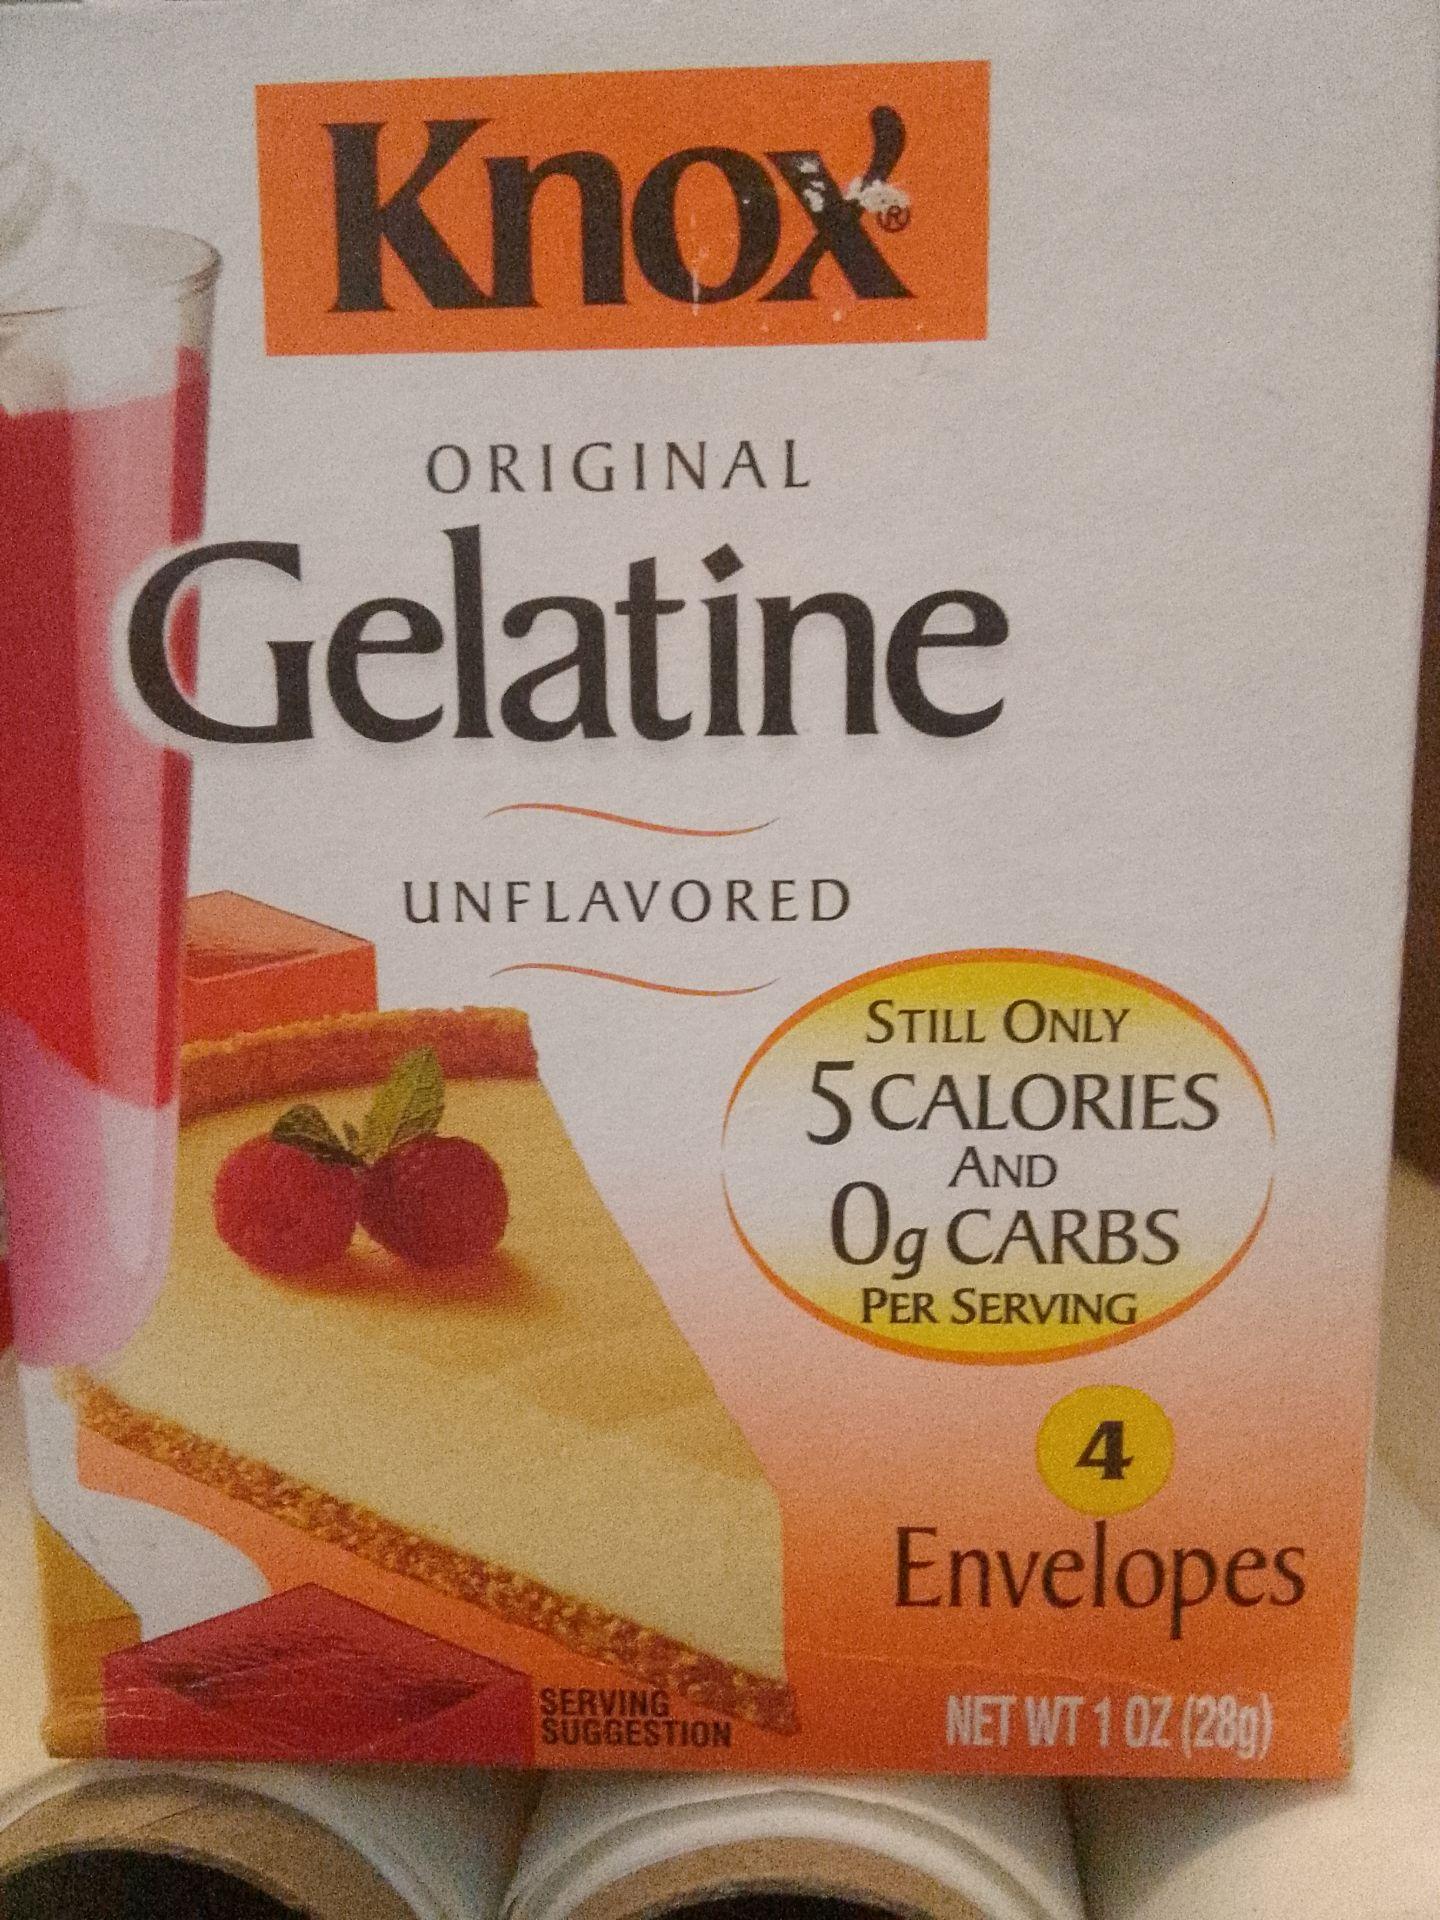 Knox®
ORIGINAL
Gelatine
UNFLAVORED
STILL ONLY
5 CALORIES
AND
0g CARBS
PER SERVING
4
Envelopes
SERVING
SUGGESTION
NET WT 1 OZ (28g)